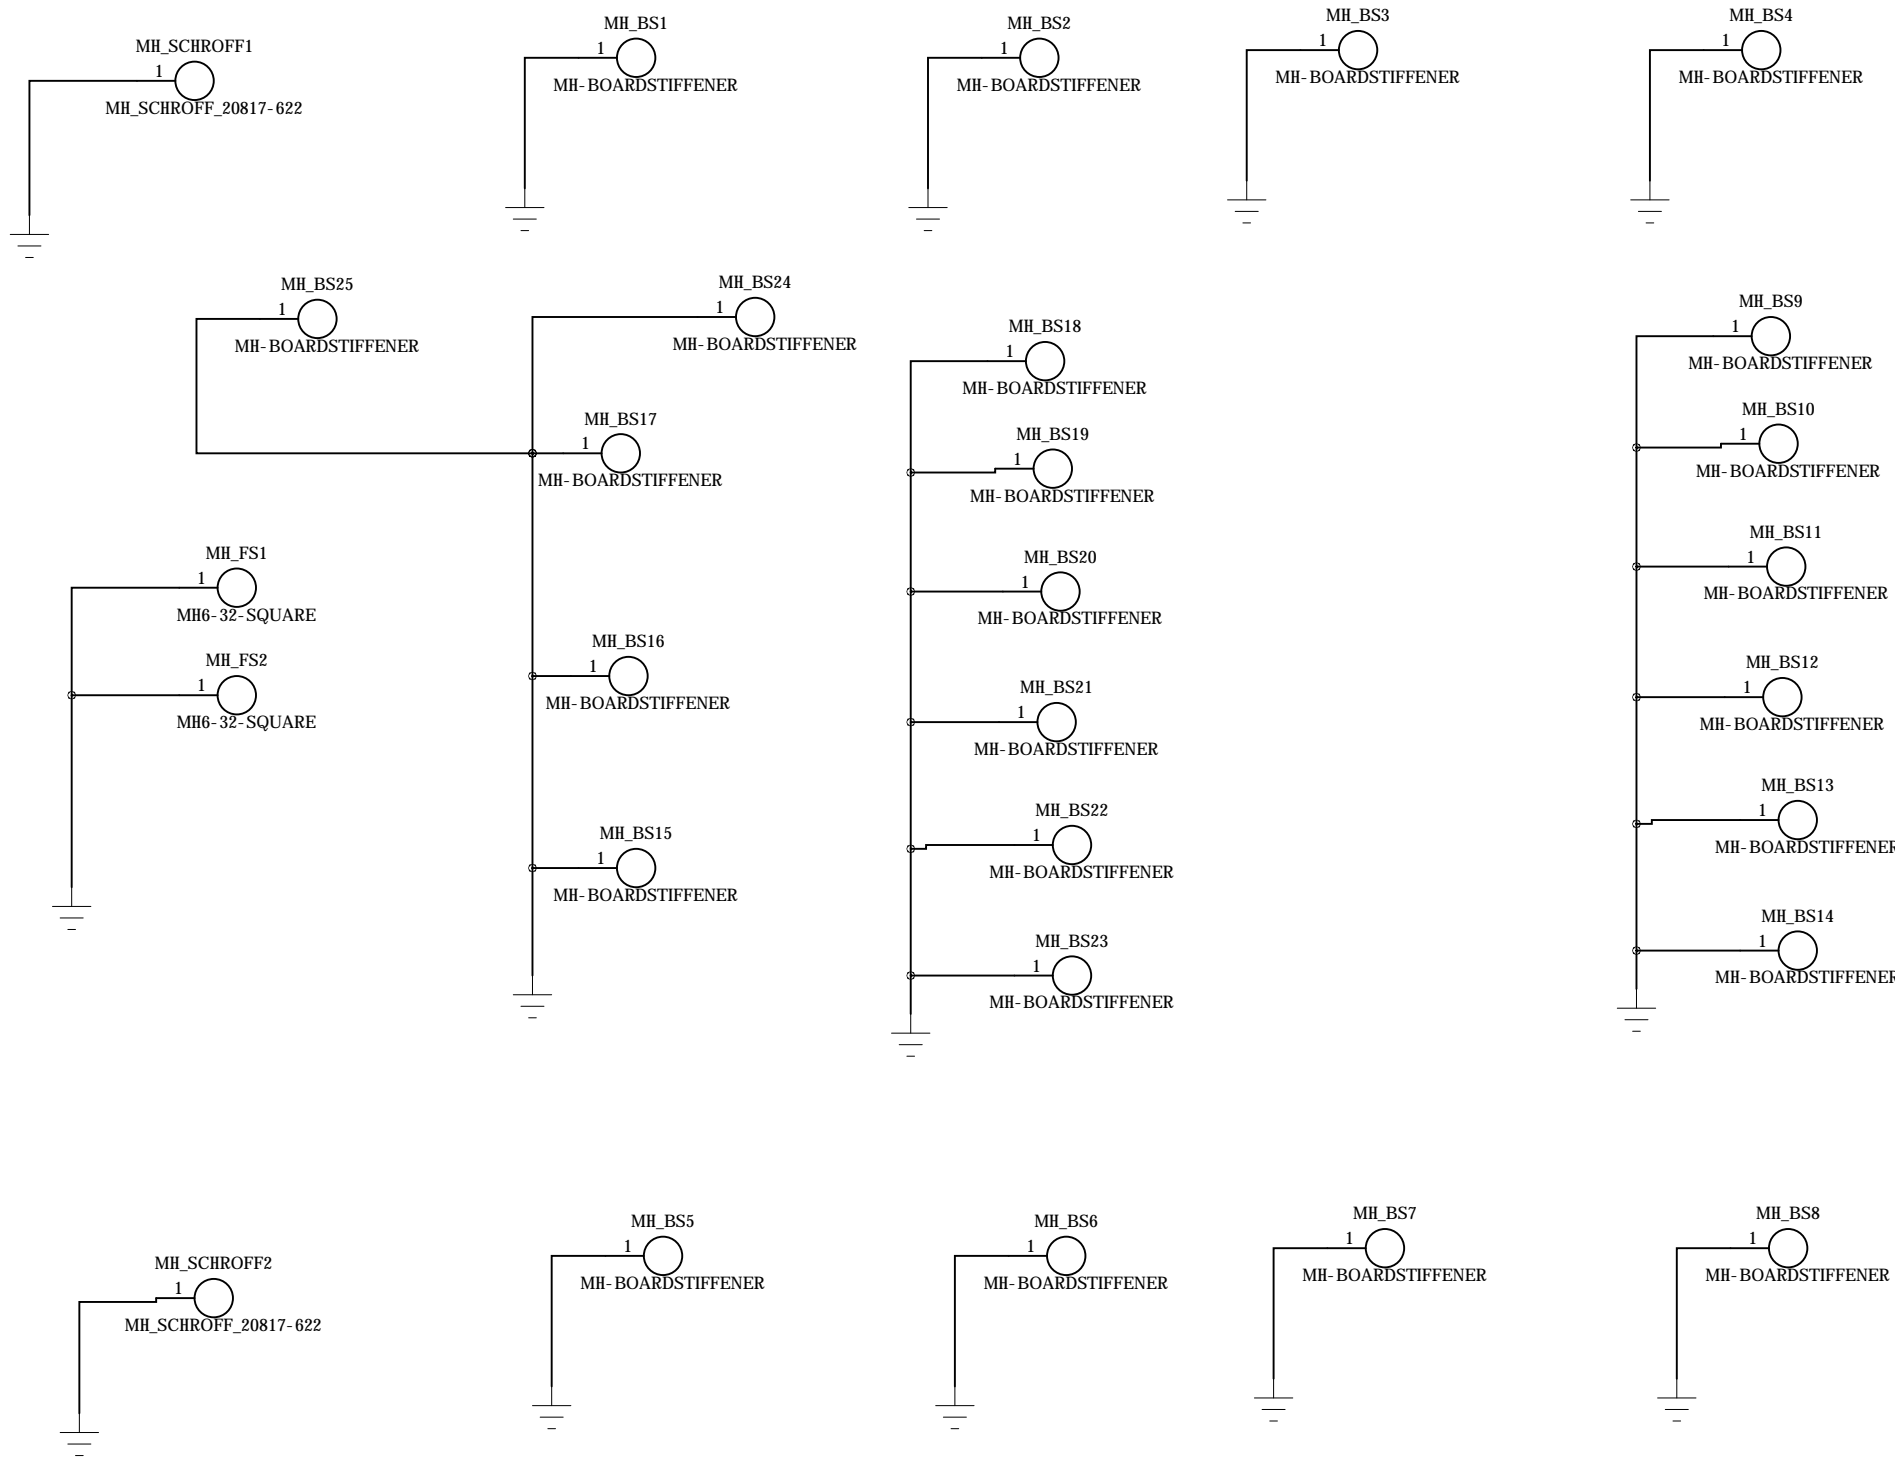 MH_SCHROFF1
1
MH_SCHROFF_20817-622
MH_BS1
1
MH-BOARDSTIFFENER
MH_BS2
1
MH-BOARDSTIFFENER
MH_BS3
1
MH-BOARDSTIFFENER
MH_BS4
1
MH-BOARDSTIFFENER
MH_BS25
1
MH-BOARDSTIFFENER
MH_BS24
1
MH-BOARDSTIFFENER
MH_BS17
1
MH-BOARDSTIFFENER
MH_BS16
1
MH-BOARDSTIFFENER
MH_BS15
1
MH-BOARDSTIFFENER
MH_FS1
1
MH6-32-SQUARE
MH_FS2
1
MH6-32-SQUARE
MH_BS18
1
MH-BOARDSTIFFENER
MH_BS19
1
MH-BOARDSTIFFENER
MH_BS20
1
MH-BOARDSTIFFENER
MH_BS21
1
MH-BOARDSTIFFENER
MH_BS22
1
MH-BOARDSTIFFENER
MH_BS23
1
MH-BOARDSTIFFENER
MH_BS9
1
MH-BOARDSTIFFENER
MH_BS10
1
MH-BOARDSTIFFENER
MH_BS11
1
MH-BOARDSTIFFENER
MH_BS12
1
MH-BOARDSTIFFENER
MH_BS13
1
MH-BOARDSTIFFENER
MH_BS14
1
MH-BOARDSTIFFENER
MH_SCHROFF2
1
MH_SCHROFF_20817-622
MH_BS5
1
MH-BOARDSTIFFENER
MH_BS6
1
MH-BOARDSTIFFENER
MH_BS7
1
MH-BOARDSTIFFENER
MH_BS8
1
MH-BOARDSTIFFENER